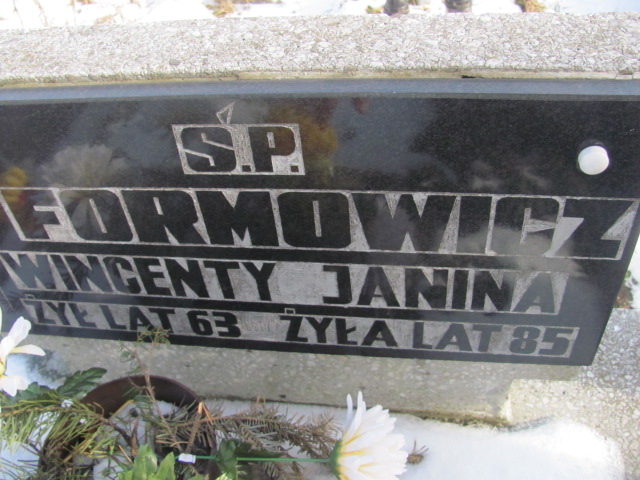 Ś.P.
FORMOWICZ
WINCENTY JANINA
ŻYŁ LAT 63 ŻYŁA LAT 85